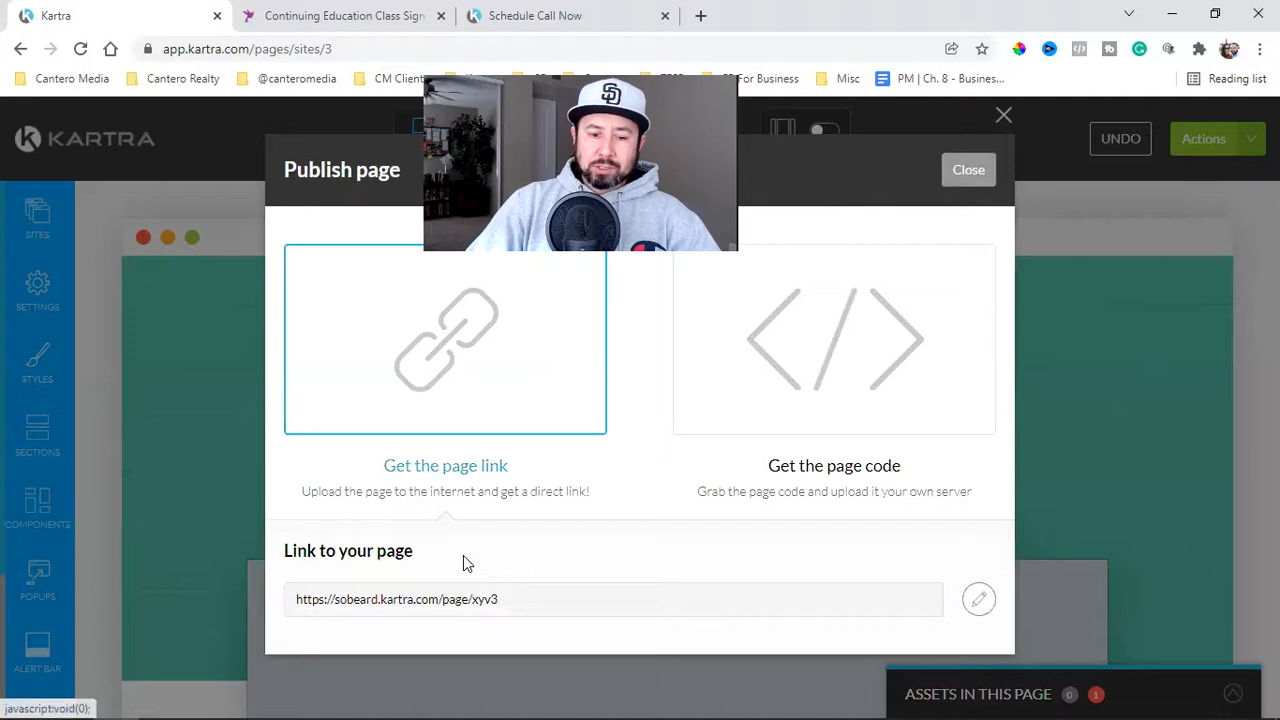 Kartra
Continuing Education Class Sign
Schedule Call Now
app.kartra.com/pages/sites/3
Cantero Media
Cantero Realty
@canteromedia
CM Client
For Business
Misc
PM | Ch. 8 - Busines...
Reading list
KARTRA
UNDO
Actions
Publish page
Close
SITES
SETTINGS
STYLES
SECTIONS
COMPONENTS
POPUPS
ALERT BAR
SD
Get the page link
Upload the page to the internet and get a direct link!
Get the page code
Grab the page code and upload it your own server
Link to your page
https://sobeard.kartra.com/page/xyv3
ASSETS IN THIS PAGE 0 1
javascript:void(0);